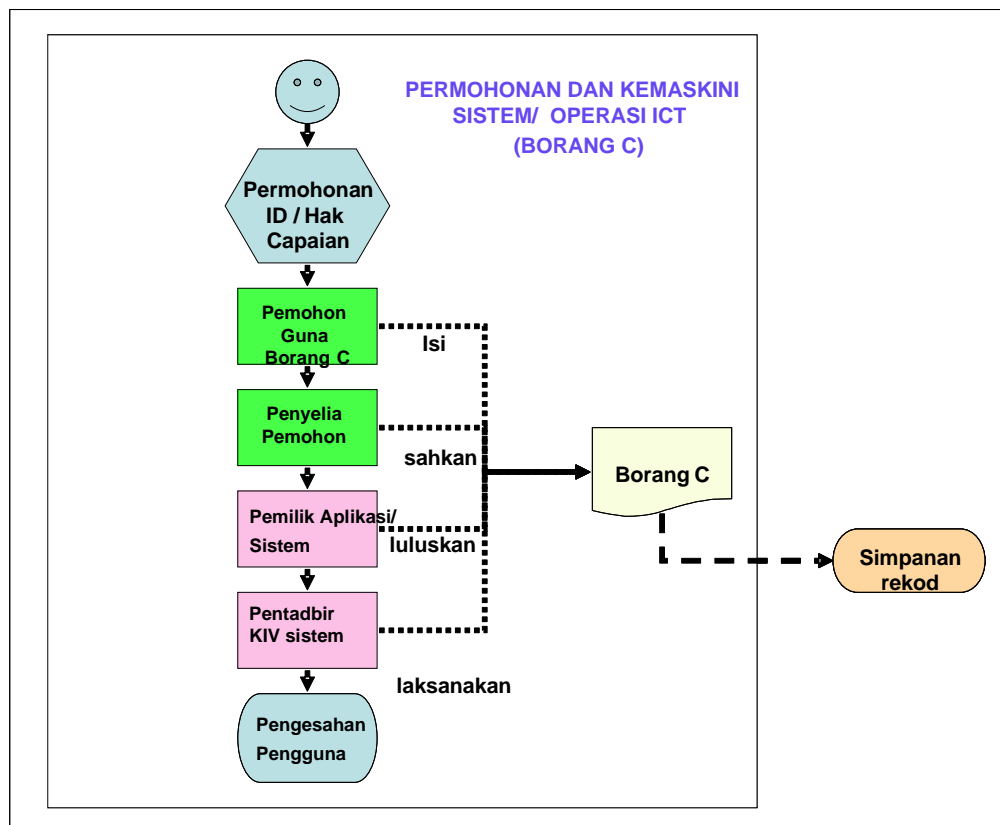 PERMOHONAN DAN KEMASKINI
SISTEM/ OPERASI ICT
(BORANG C)
Permohonan
ID / Hak
Capaian
Pemohon
Guna
Borang C
Isi
Penyelia
Pemohon
sahkan
Borang C
Pemilik Aplikasi/
Sistem
luluskan
Simpanan
rekod
Pentadbir
KIV sistem
laksanakan
Pengesahan
Pengguna